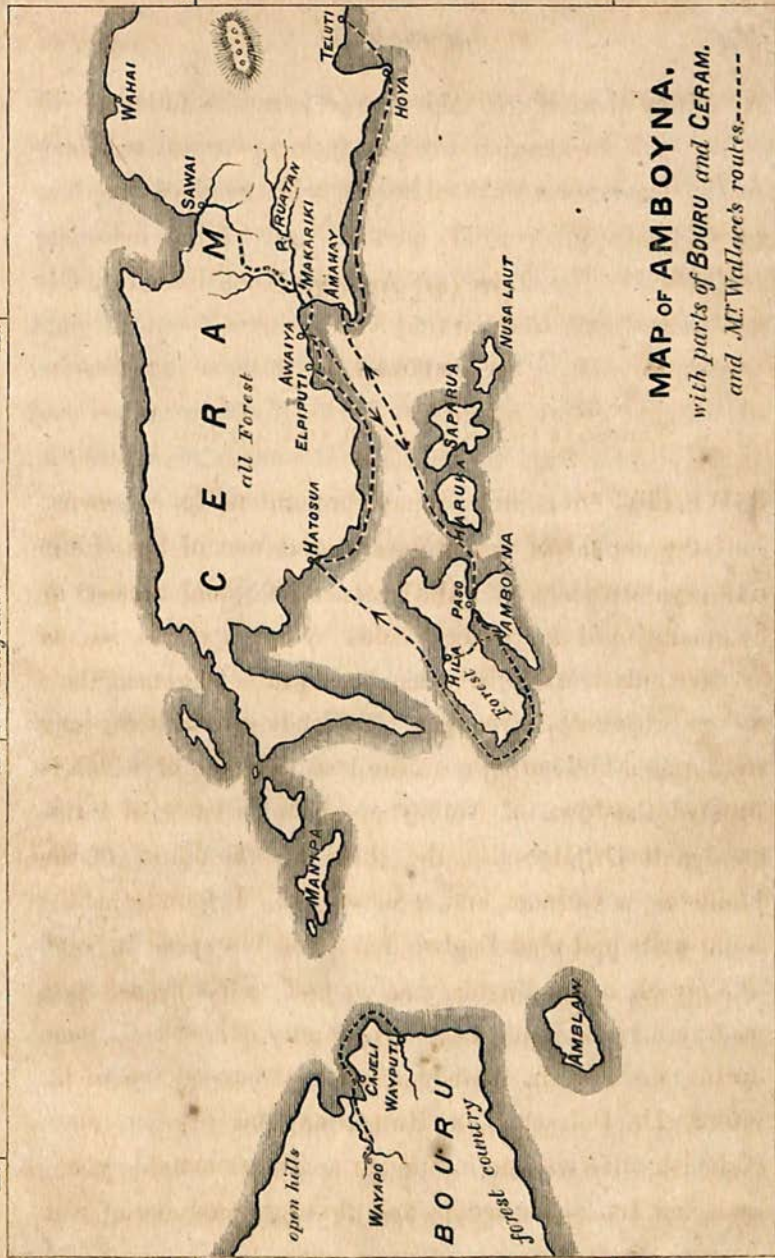 MAP OF AMBOYNA.
with parts of BOURU and CERAM.
and Mr. Wallace's routes.
WAHAI
SAWAI
TELUTI
HOYA
R. RUATAN
MAKARIKI
AMAHAY
AWAIYA
ELPIPUTI
CERAM
all Forest
HATOSUA
NUSA LAUT
SAPARUA
HARUKA
PASO
AMBOYNA
HILA
Forest
MANIPA
CAJELI
WAYPUTI
WAYAPO
open hills
BOURU
forest country
AMBLAW